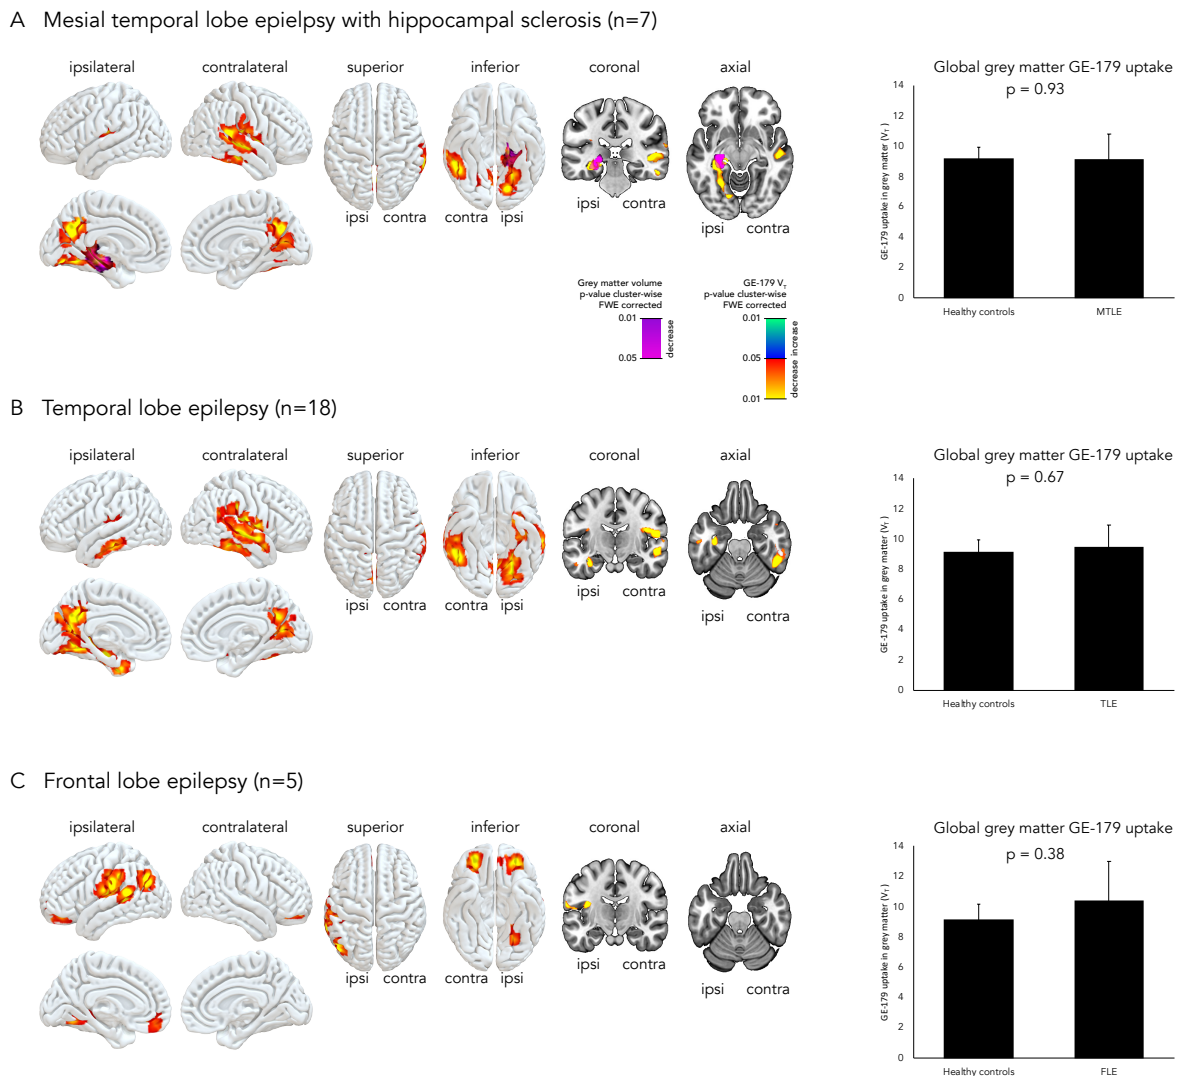 A Mesial temporal lobe epielpsy with hippocampal sclerosis (n=7)
ipsilateral
contralateral
superior
inferior
coronal
axial
ipsi contra
contra ipsi
ipsi contra
ipsi contra
Grey matter volume
p-value cluster-wise
FWE corrected
0.01
0.05
decrease
GE-179 VT
p-value cluster-wise
FWE corrected
0.01
0.05
0.01
decrease increase
Global grey matter GE-179 uptake
p = 0.93
GE-179 uptake in grey matter (VT)
14
12
10
8
6
4
2
0
Healthy controls
MTLE
B Temporal lobe epilepsy (n=18)
ipsilateral
contralateral
superior
inferior
coronal
axial
ipsi contra
contra ipsi
ipsi contra
ipsi contra
Global grey matter GE-179 uptake
p = 0.67
GE-179 uptake in grey matter (VT)
14
12
10
8
6
4
2
0
Healthy controls
TLE
C Frontal lobe epilepsy (n=5)
ipsilateral
contralateral
superior
inferior
coronal
axial
ipsi contra
contra ipsi
ipsi contra
ipsi contra
Global grey matter GE-179 uptake
p = 0.38
GE-179 uptake in grey matter (VT)
14
12
10
8
6
4
2
0
Healthy controls
FLE